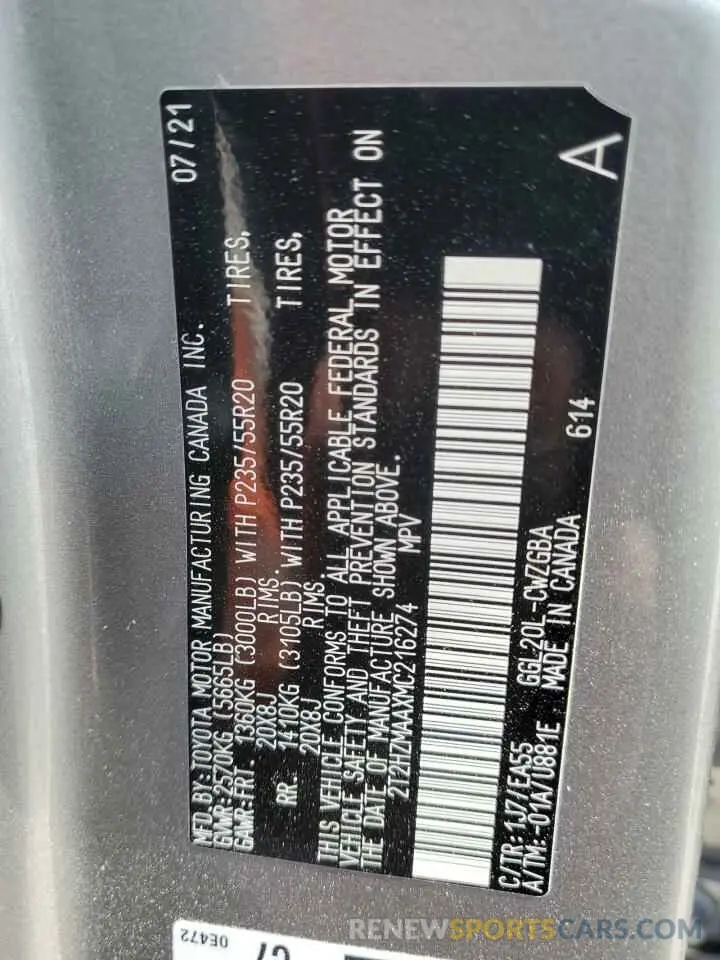 MFD. BY: TOYOTA MOTOR MANUFACTURING CANADA INC. 07/21
GVWR: 2570KG (5665LB)
GAWR: FRT. 1360KG (3000LB) WITH P235/55R20 TIRES,
20X8J RIMS.
RR. 1410KG (3105LB) WITH P235/55R20 TIRES,
20X8J RIMS.
THIS VEHICLE CONFORMS TO ALL APPLICABLE FEDERAL MOTOR
VEHICLE SAFETY AND THEFT PREVENTION STANDARDS IN EFFECT ON
THE DATE OF MANUFACTURE SHOWN ABOVE.
2T2HZMAAXMC216274 MPV
C/TR: 1J7/EA55 GGL20L-CWZGBA 614
A/TM: -01A/U881E MADE IN CANADA
A
0E472
C7
RENEWSPORTSCARS.COM